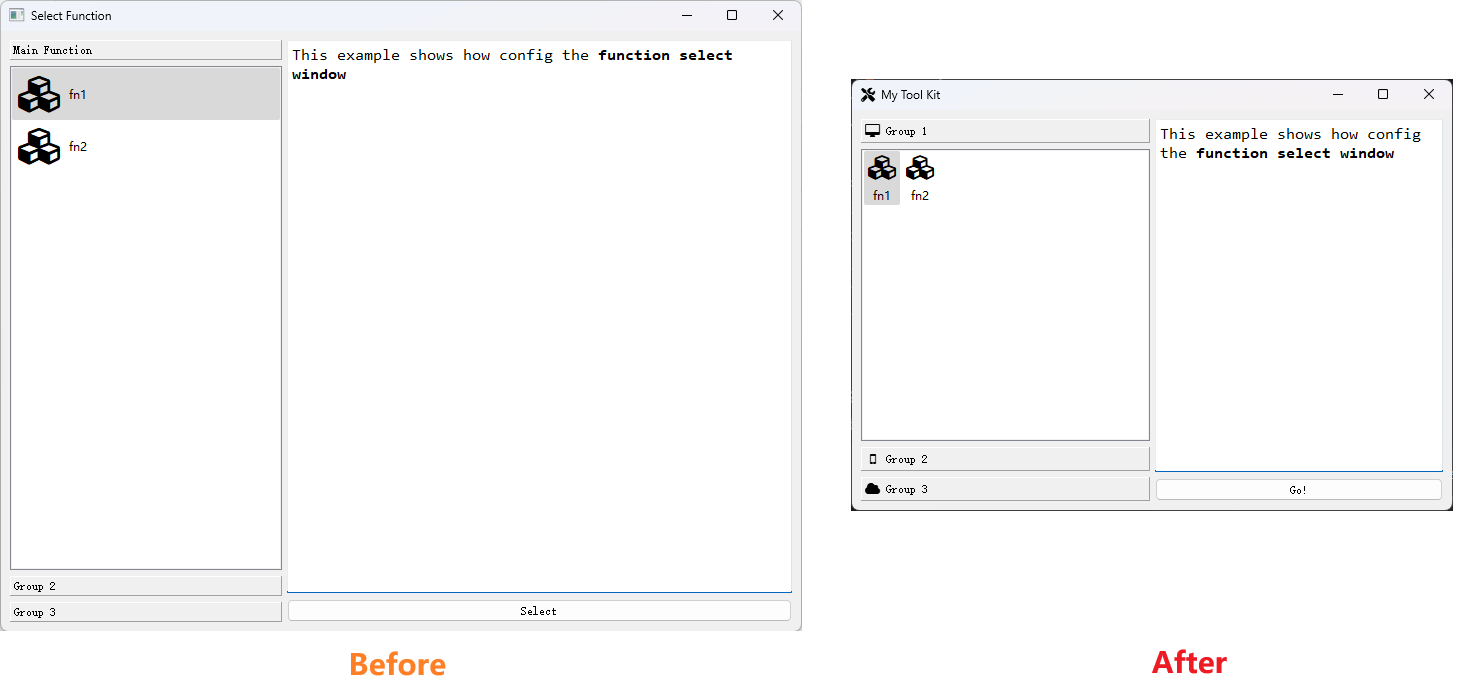 Select Function
Main Function
fn1
fn2
Group 2
Group 3
This example shows how config the function select
window
Select
Before
My Tool Kit
Group 1
fn1 fn2
Group 2
Group 3
This example shows how config
the function select window
Go!
After